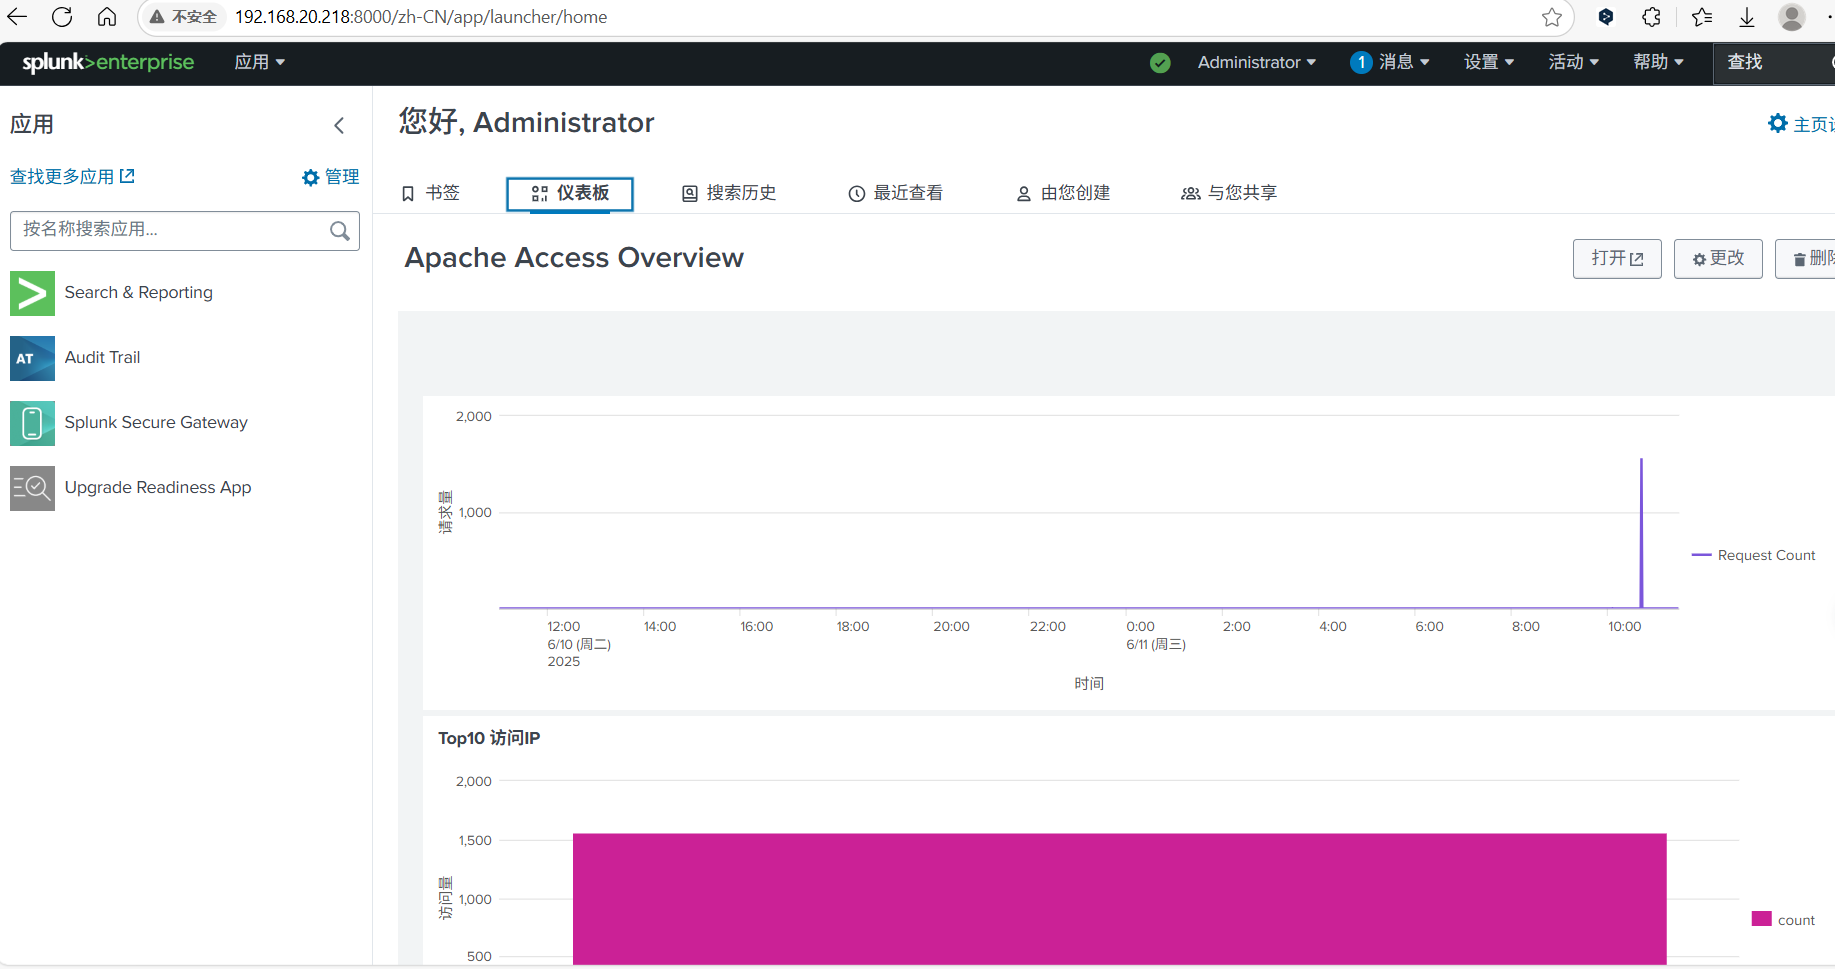 不安全 192.168.20.218:8000/zh-CN/app/launcher/home
splunk>enterprise 应用 Administrator 1 消息 设置 活动 帮助 查找
应用
查找更多应用 管理
按名称搜索应用...
Search & Reporting
AT Audit Trail
Splunk Secure Gateway
Upgrade Readiness App
您好, Administrator
主页
书签 仪表板 搜索历史 最近查看 由您创建 与您共享
Apache Access Overview
打开 更改 删
2,000
1,000
请求量
Request Count
12:00 14:00 16:00 18:00 20:00 22:00 0:00 2:00 4:00 6:00 8:00 10:00
6/10 (周二) 6/11 (周三)
2025
时间
Top10 访问IP
2,000
1,500
1,000
500
访问量
count